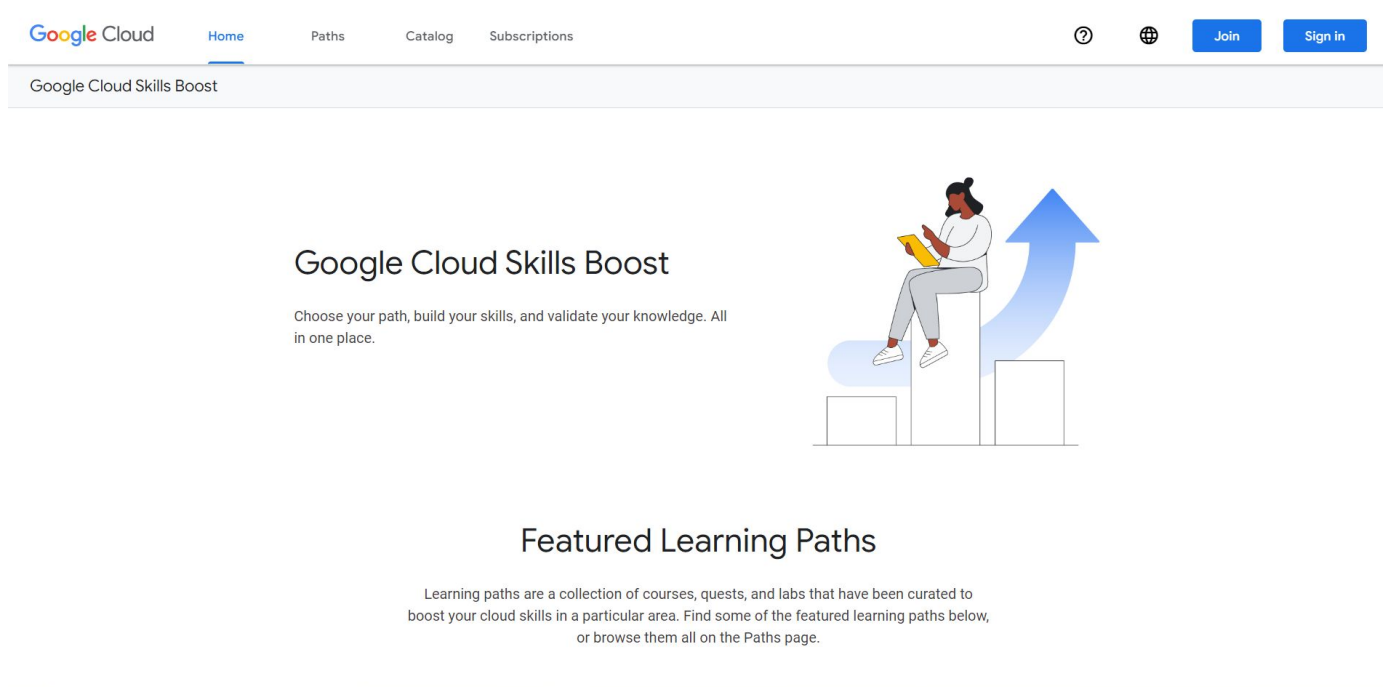 Google Cloud Home Paths Catalog Subscriptions Join Sign in
Google Cloud Skills Boost
Google Cloud Skills Boost
Choose your path, build your skills, and validate your knowledge. All
in one place.
Featured Learning Paths
Learning paths are a collection of courses, quests, and labs that have been curated to
boost your cloud skills in a particular area. Find some of the featured learning paths below,
or browse them all on the Paths page.